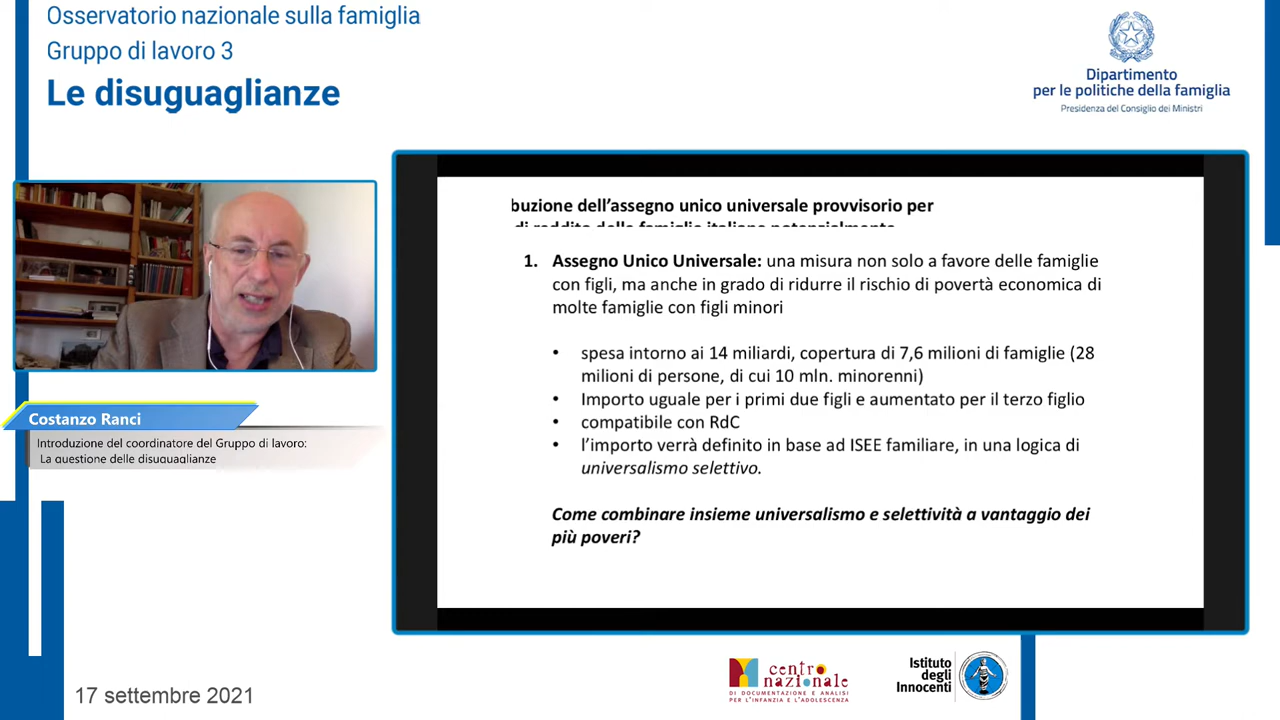 Osservatorio nazionale sulla famiglia
Gruppo di lavoro 3
Le disuguaglianze
Dipartimento
per le politiche della famiglia
Presidenza del Consiglio dei Ministri
buzione dell'assegno unico universale provvisorio per
di reddito delle famiglie italiane potenzialmente
1. Assegno Unico Universale: una misura non solo a favore delle famiglie
con figli, ma anche in grado di ridurre il rischio di povertà economica di
molte famiglie con figli minori
• spesa intorno ai 14 miliardi, copertura di 7,6 milioni di famiglie (28
milioni di persone, di cui 10 mln. minorenni)
• Importo uguale per i primi due figli e aumentato per il terzo figlio
• compatibile con RdC
• l'importo verrà definito in base ad ISEE familiare, in una logica di
universalismo selettivo.
Come combinare insieme universalismo e selettività a vantaggio dei
più poveri?
Costanzo Ranci
Introduzione del coordinatore del Gruppo di lavoro:
La questione delle disuguaglianze
17 settembre 2021
centro
nazionale
DI DOCUMENTAZIONE E ANALISI
PER L'INFANZIA E L'ADOLESCENZA
Istituto
degli
Innocenti